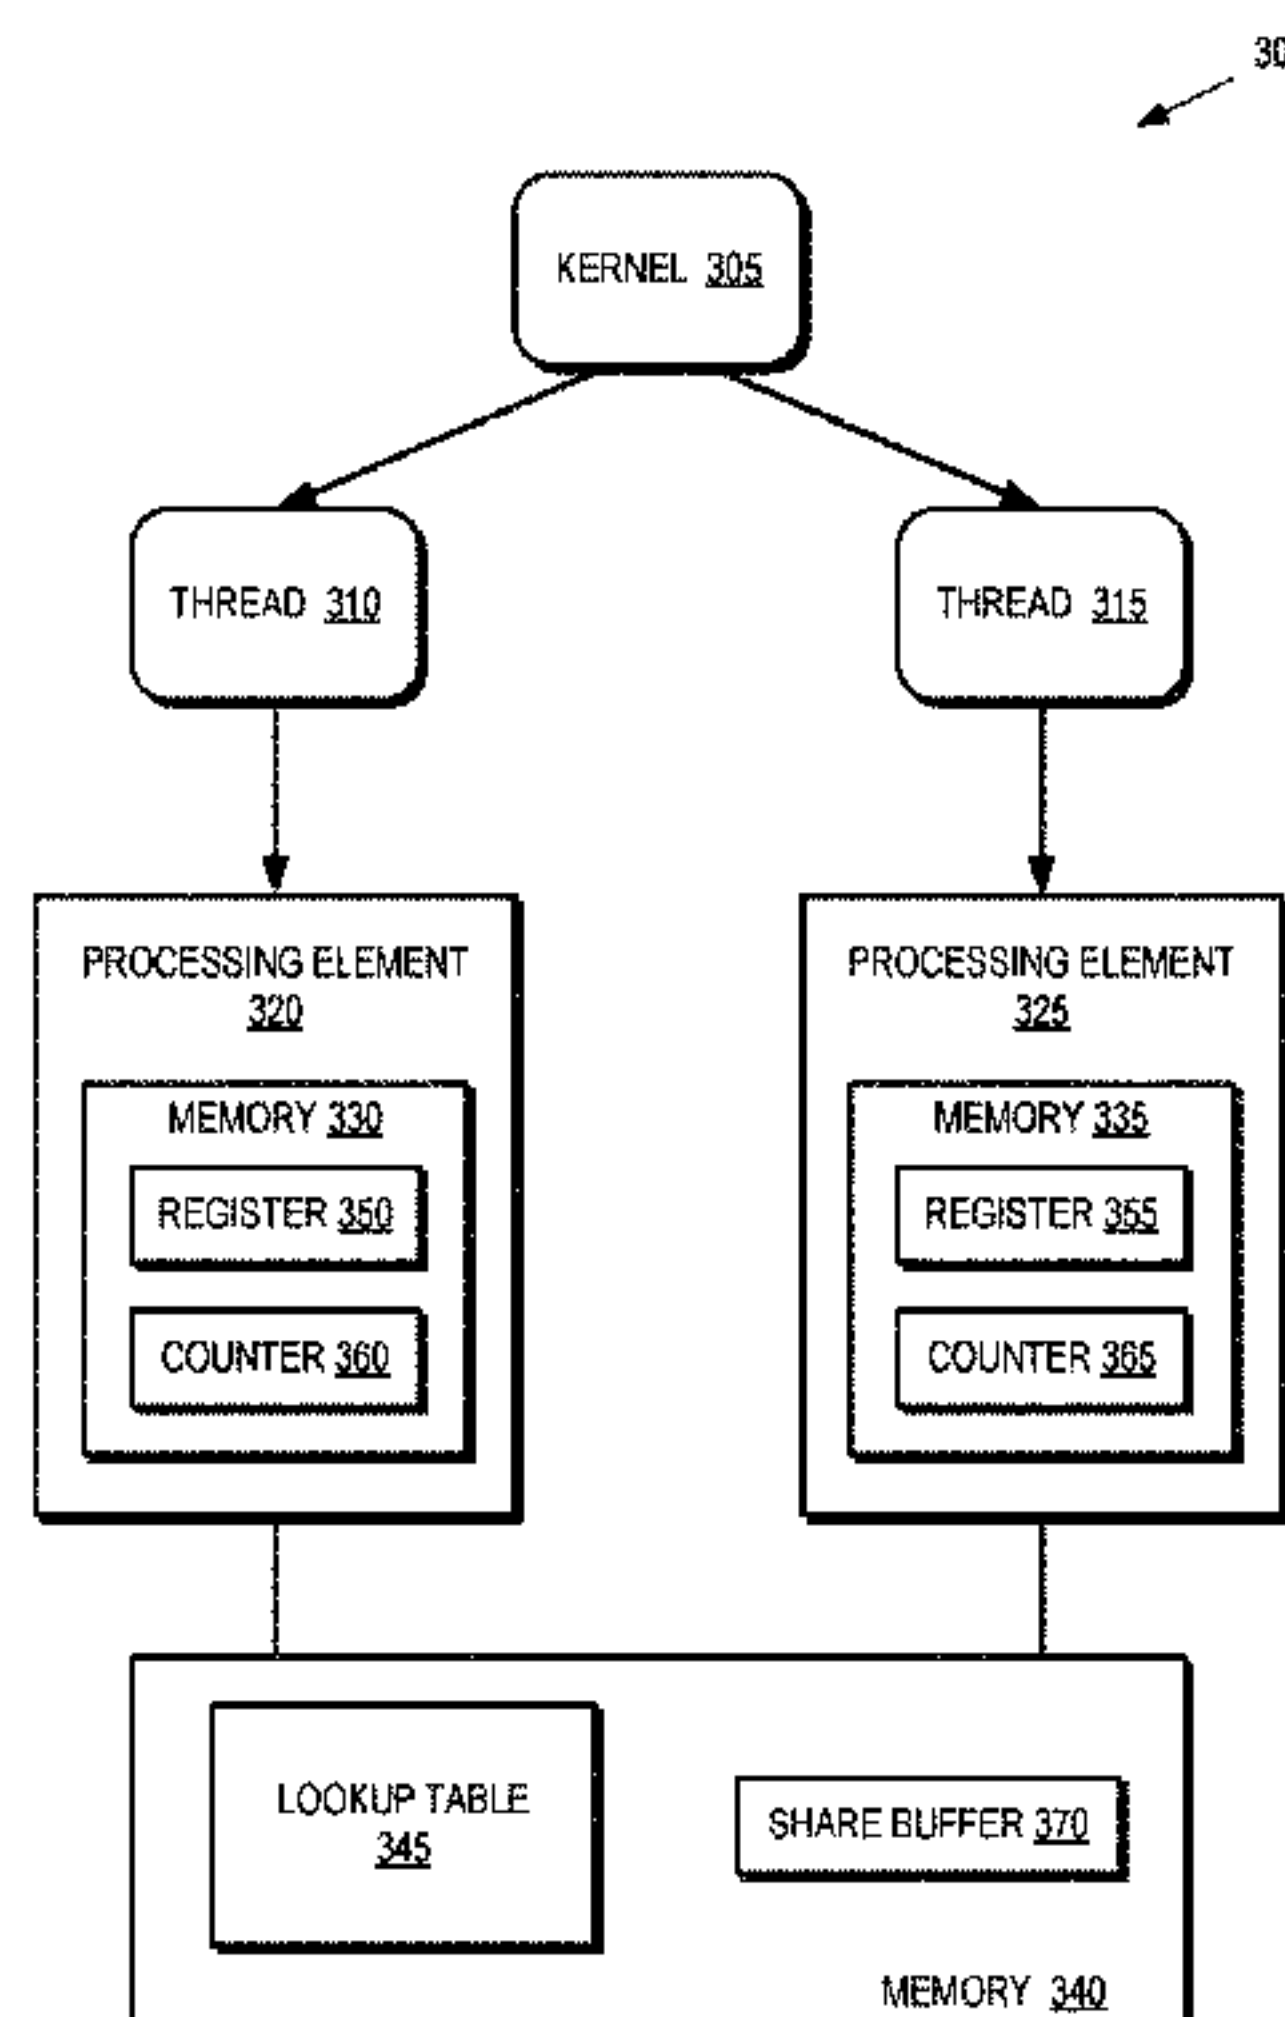 KERNEL 305
THREAD 310
THREAD 315
PROCESSING ELEMENT
320
PROCESSING ELEMENT
325
MEMORY 330
MEMORY 335
REGISTER 350
REGISTER 355
COUNTER 360
COUNTER 365
LOOKUP TABLE
345
SHARE BUFFER 370
MEMORY 340